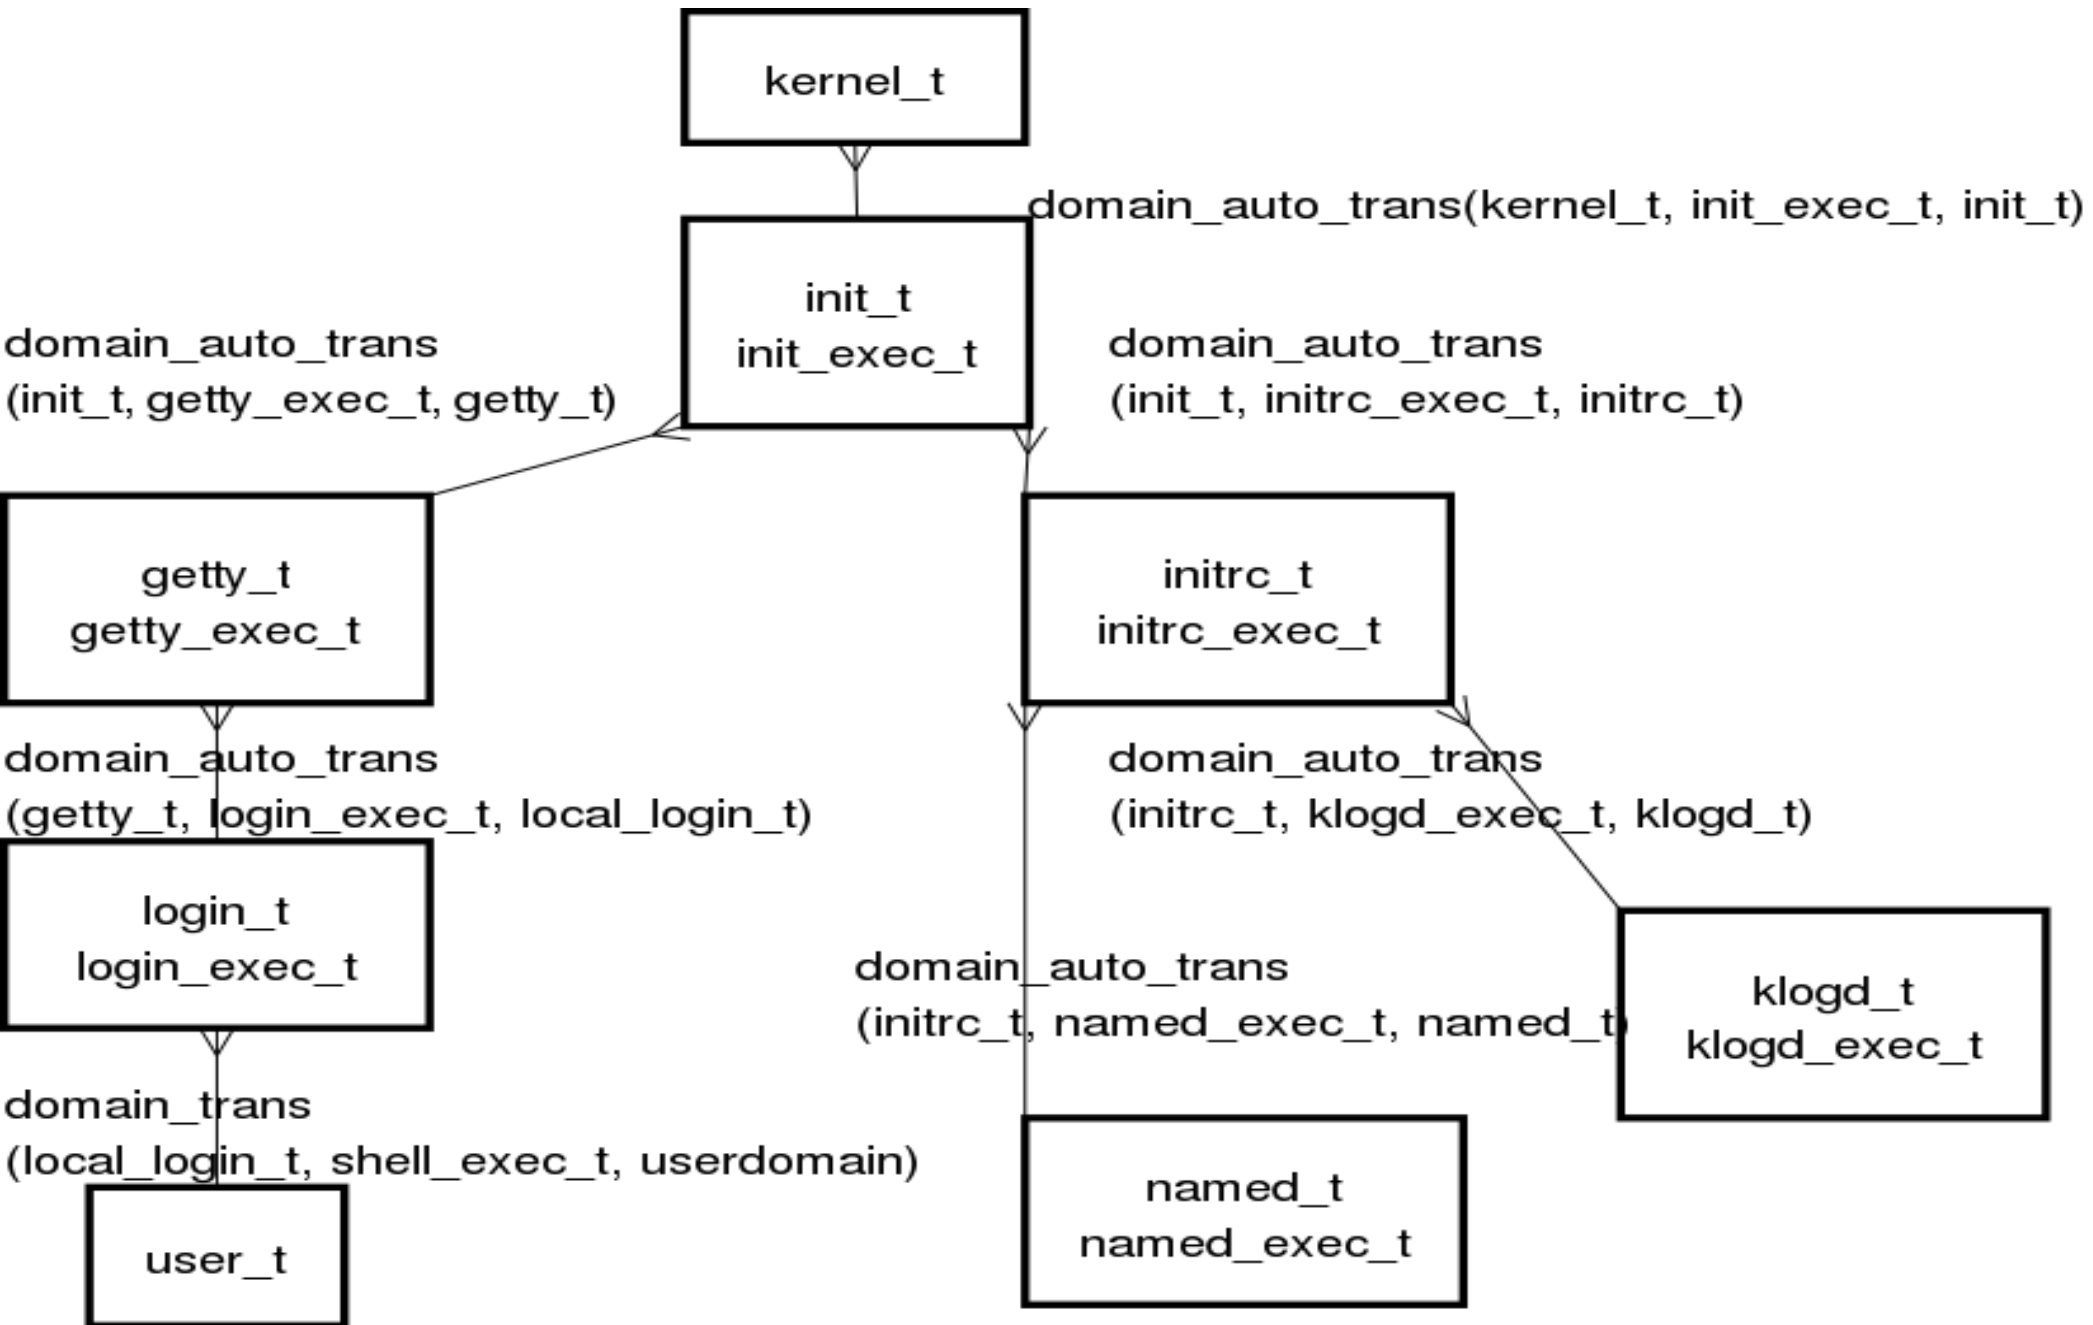 kernel_t
domain_auto_trans(kernel_t, init_exec_t, init_t)
init_t
init_exec_t
domain_auto_trans
(init_t, getty_exec_t, getty_t)
domain_auto_trans
(init_t, initrc_exec_t, initrc_t)
getty_t
getty_exec_t
initrc_t
initrc_exec_t
domain_auto_trans
(getty_t, login_exec_t, local_login_t)
domain_auto_trans
(initrc_t, klogd_exec_t, klogd_t)
login_t
login_exec_t
domain_auto_trans
(initrc_t, named_exec_t, named_t)
klogd_t
klogd_exec_t
domain_trans
(local_login_t, shell_exec_t, userdomain)
user_t
named_t
named_exec_t